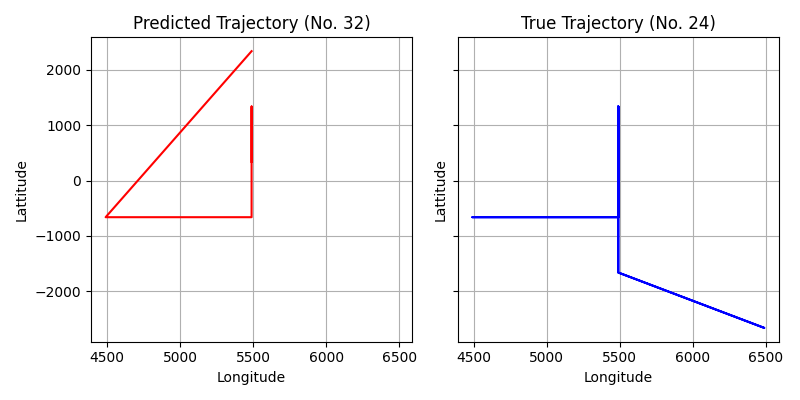 Predicted Trajectory (No. 32)
True Trajectory (No. 24)
Lattitude
2000
1000
0
−1000
−2000
4500 5000 5500 6000 6500
Longitude
Lattitude
4500 5000 5500 6000 6500
Longitude